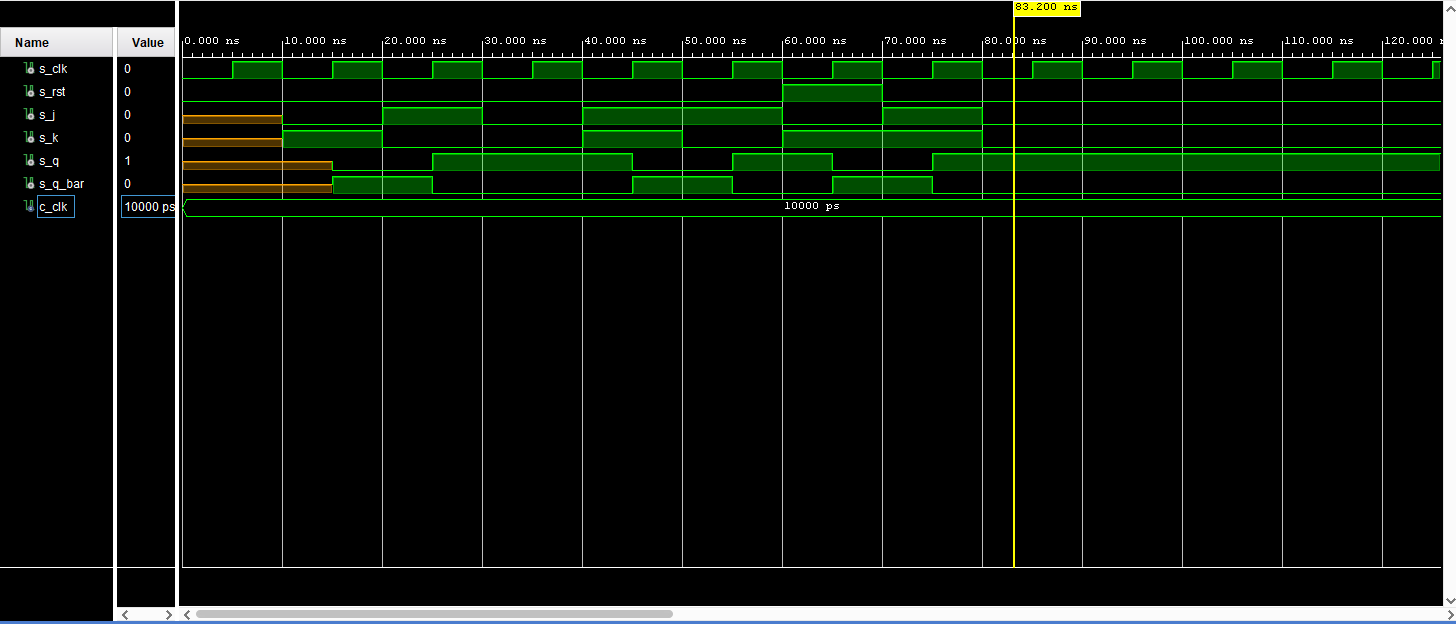 83.200 ns
Name Value
0.000 ns 10.000 ns 20.000 ns 30.000 ns 40.000 ns 50.000 ns 60.000 ns 70.000 ns 80.000 ns 90.000 ns 100.000 ns 110.000 ns 120.000
s_clk 0
s_rst 0
s_j 0
s_k 0
s_q 1
s_q_bar 0
c_clk 10000 ps 10000 ps